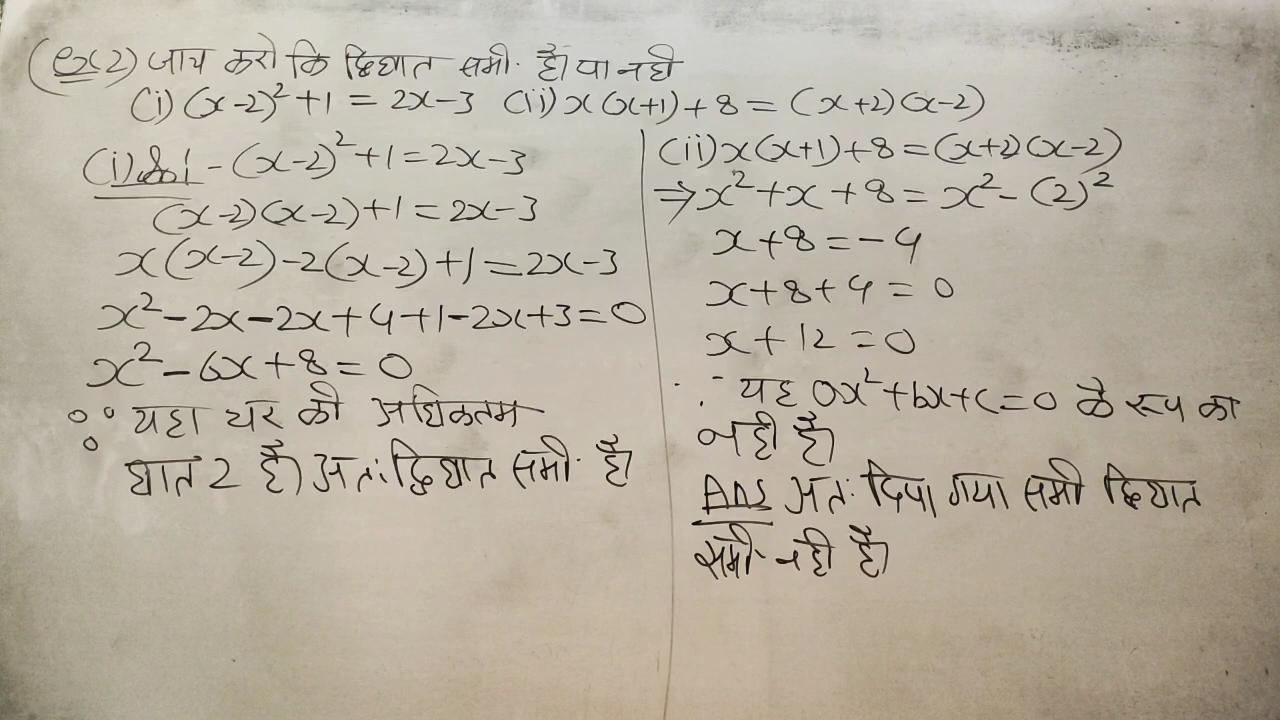 (ex2) जाच करो कि द्विघात समी. है। या नही
(i) (x-2)² + 1 = 2x-3 (ii) x(x+1) + 8 = (x+2)(x-2)
(i) Sol - (x-2)² + 1 = 2x-3
(x-2)(x-2) + 1 = 2x-3
x(x-2) - 2(x-2) + 1 = 2x-3
x² - 2x - 2x + 4 + 1 - 2x + 3 = 0
x² - 6x + 8 = 0
∵ यहा चर की अधिकतम
घात 2 है। अतः द्विघात समी. है।
(ii) x(x+1) + 8 = (x+2)(x-2)
⇒ x² + x + 8 = x² - (2)²
x + 8 = -4
x + 8 + 4 = 0
x + 12 = 0
∴ यह ax² + bx + c = 0 के रूप का
नही है।
Ans अतः दिया गया समी द्विघात
समी. नही है।